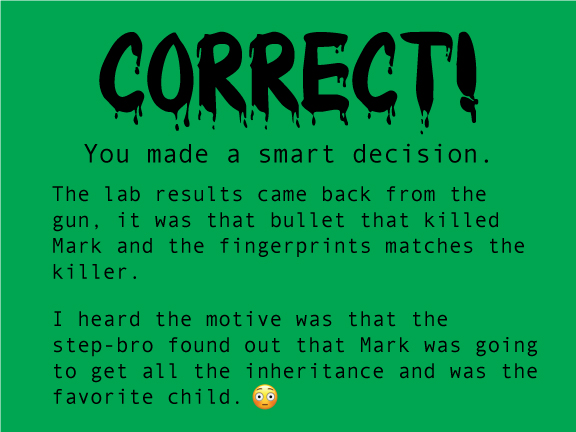 CORRECT!
You made a smart decision.
The lab results came back from the
gun, it was that bullet that killed
Mark and the fingerprints matches the
killer.
I heard the motive was that the
step-bro found out that Mark was going
to get all the inheritance and was the
favorite child. 😳